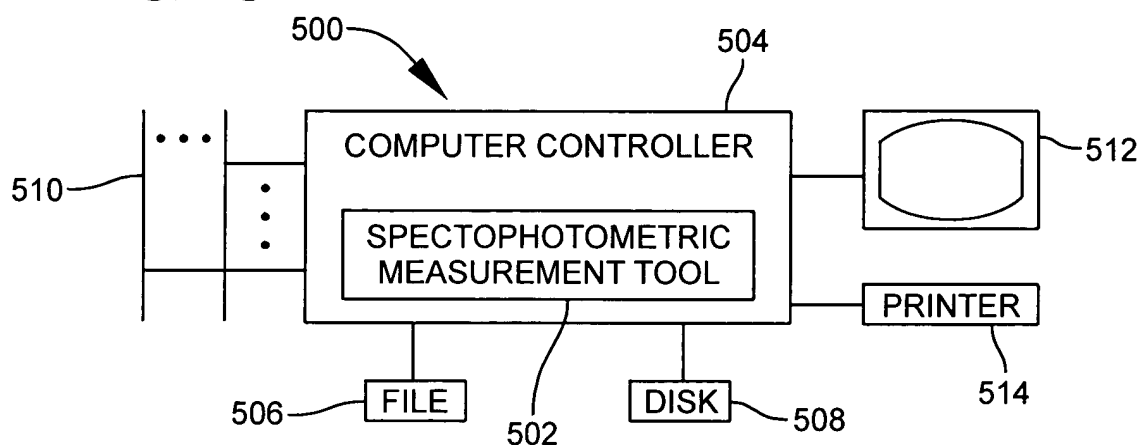 500
504
COMPUTER CONTROLLER
512
510
SPECTOPHOTOMETRIC
MEASUREMENT TOOL
PRINTER
514
506
FILE
502
DISK
508